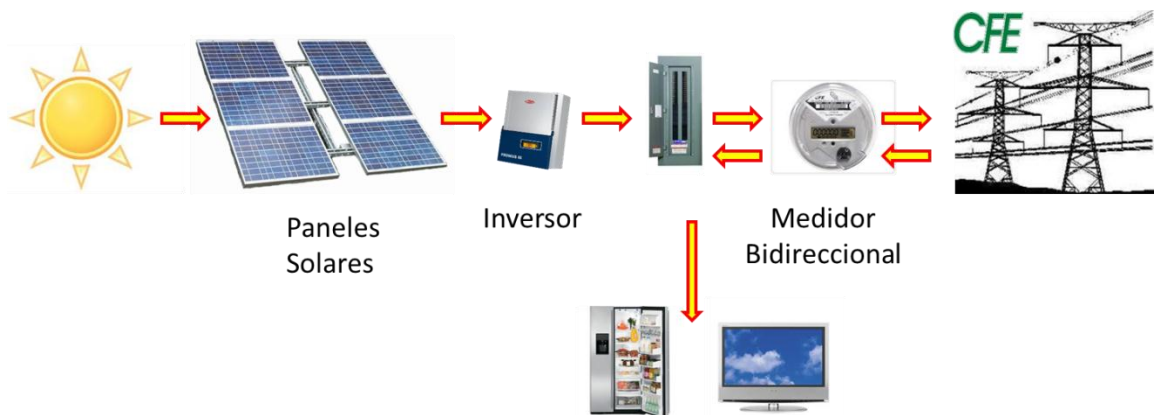 CFE
Paneles
Solares
Inversor
Medidor
Bidireccional